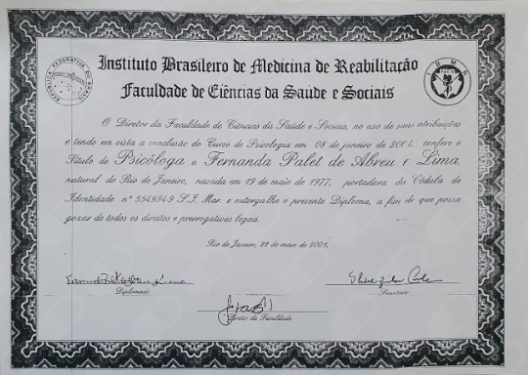 Instituto Brasileiro de Medicina de Reabilitação
Faculdade de Ciências da Saúde e Sociais
REPÚBLICA FEDERATIVA DO BRASIL
I B M R
O Diretor da Faculdade de Ciências da Saúde e Sociais, no uso de suas atribuições
e tendo em vista a conclusão do Curso de Psicologia em 08 de janeiro de 2001, confere o
Título de Psicóloga a Fernanda Palet de Abreu e Lima,
natural do Rio de Janeiro, nascida em 19 de maio de 1977, portadora da Cédula de
Identidade nº 5549949 S.I. Mar. e outorga-lhe o presente Diploma, a fim de que possa
gozar de todos os direitos e prerrogativas legais.
Rio de Janeiro, 22 de maio de 2001.
Diplomado
Secretário
Diretor da Faculdade